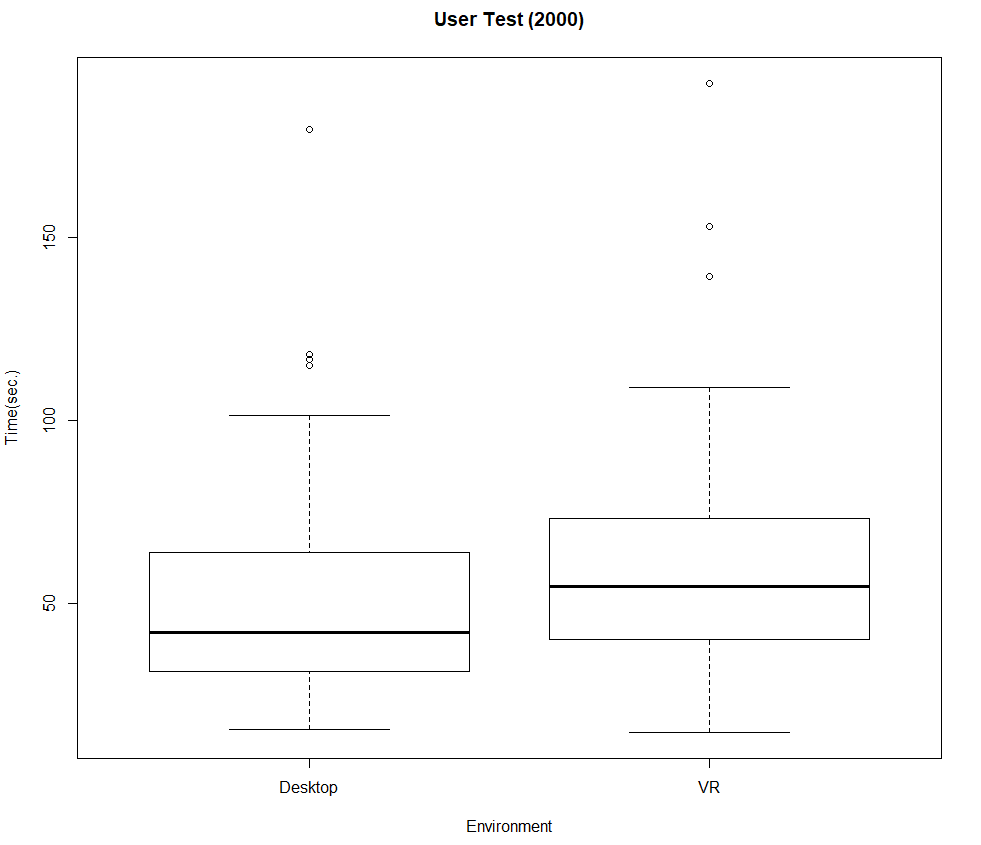 User Test (2000)
150
100
50
Time(sec.)
Desktop
VR
Environment